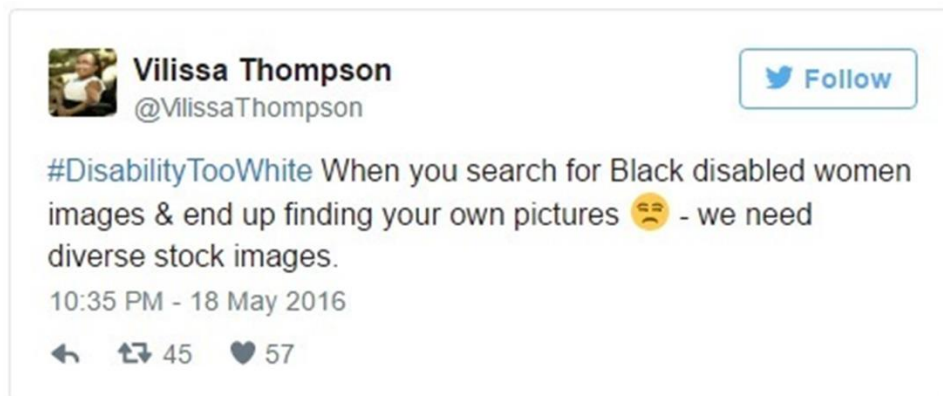 Vilissa Thompson
@VilissaThompson
Follow
#DisabilityTooWhite When you search for Black disabled women
images & end up finding your own pictures 😒 - we need
diverse stock images.
10:35 PM - 18 May 2016
45 57